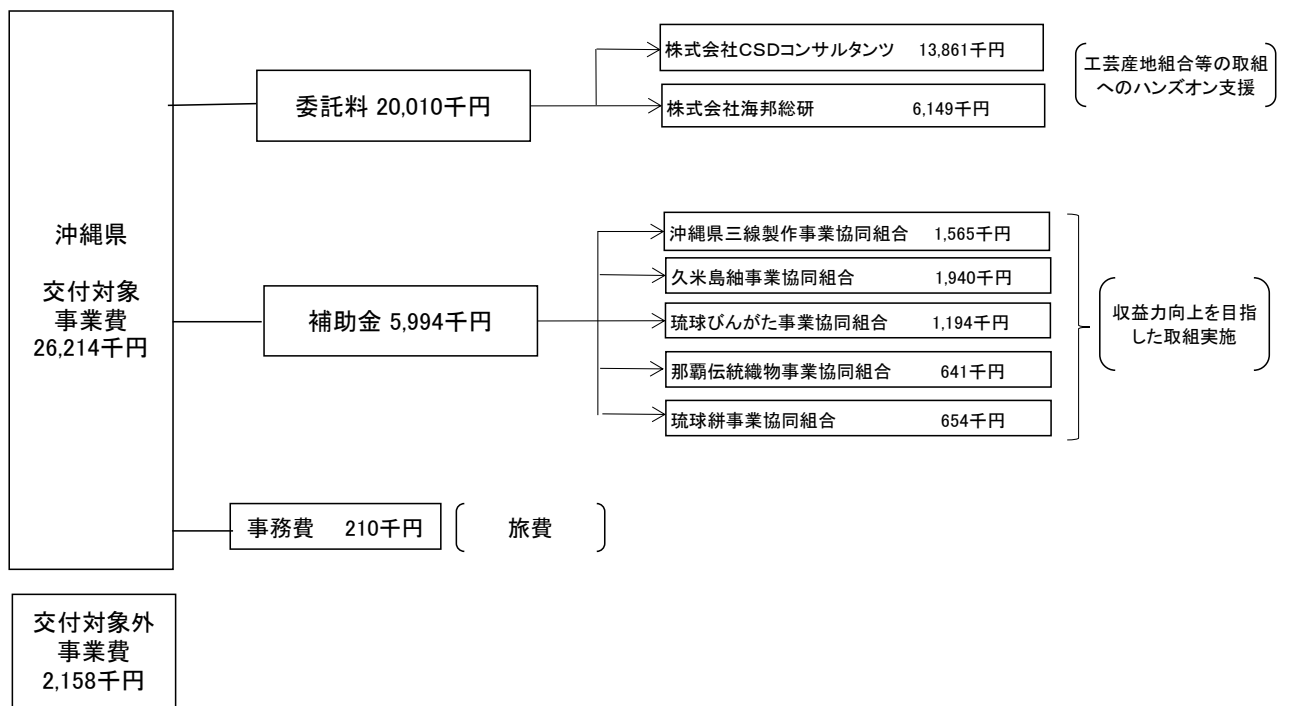 沖縄県
交付対象
事業費
26,214千円
委託料 20,010千円
株式会社CSDコンサルタンツ 13,861千円
株式会社海邦総研 6,149千円
工芸産地組合等の取組
へのハンズオン支援
補助金 5,994千円
沖縄県三線製作事業協同組合 1,565千円
久米島紬事業協同組合 1,940千円
琉球びんがた事業協同組合 1,194千円
那覇伝統織物事業協同組合 641千円
琉球絣事業協同組合 654千円
収益力向上を目指
した取組実施
事務費 210千円
旅費
交付対象外
事業費
2,158千円